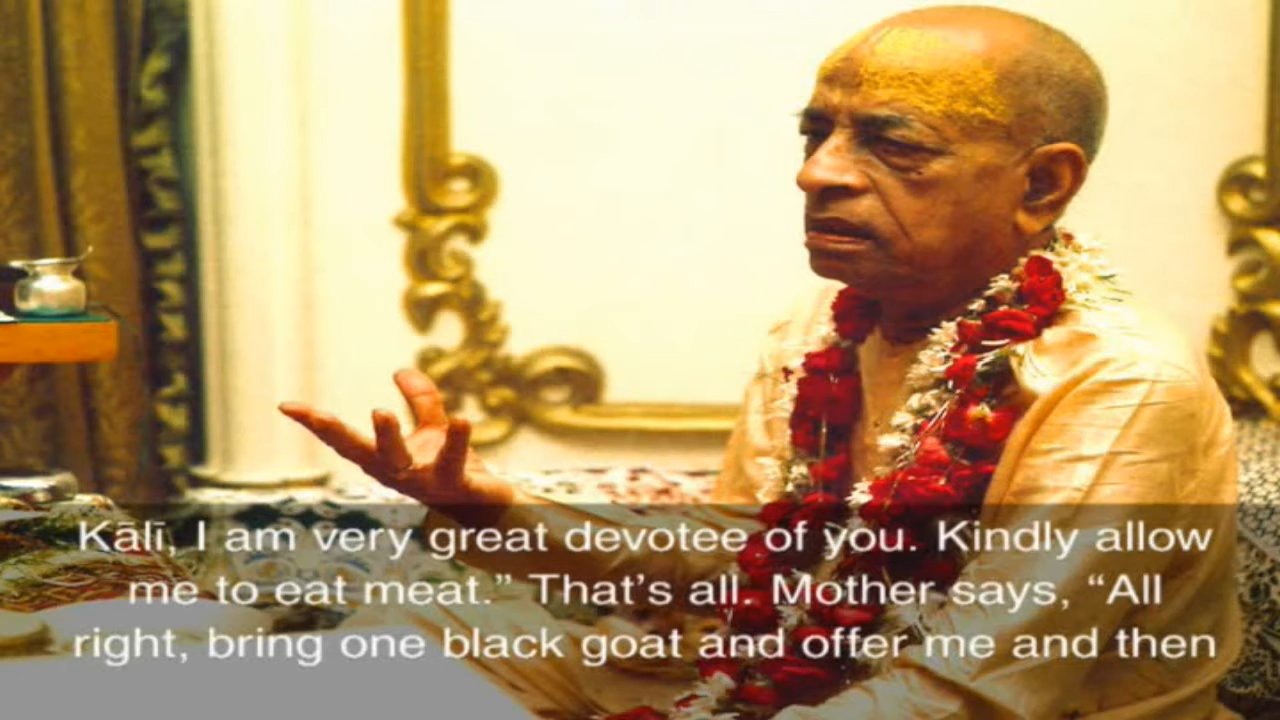 Kālī, I am very great devotee of you. Kindly allow
me to eat meat.” That’s all. Mother says, “All
right, bring one black goat and offer me and then